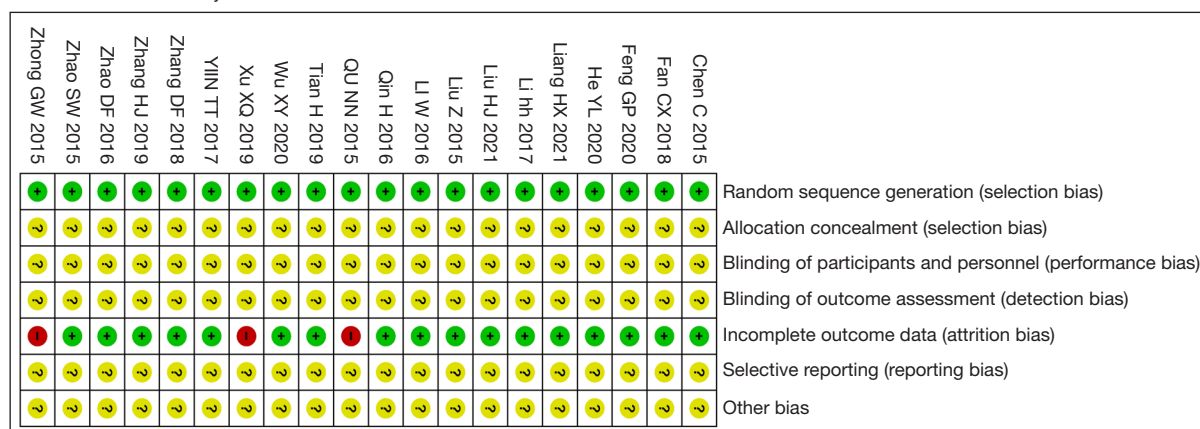 Zhong GW 2015
Zhao SW 2015
Zhao DF 2016
Zhang HJ 2019
Zhang DF 2018
YIIN TT 2017
Xu XQ 2019
Wu XY 2020
Tian H 2019
QU NN 2015
Qin H 2016
LI W 2016
Liu Z 2015
Liu HJ 2021
Li hh 2017
Liang HX 2021
He YL 2020
Feng GP 2020
Fan CX 2018
Chen C 2015
+ + + + + + + + + + + + + + + + + + + + Random sequence generation (selection bias)
? ? ? ? ? ? ? ? ? ? ? ? ? ? ? ? ? ? ? ? Allocation concealment (selection bias)
? ? ? ? ? ? ? ? ? ? ? ? ? ? ? ? ? ? ? ? Blinding of participants and personnel (performance bias)
? ? ? ? ? ? ? ? ? ? ? ? ? ? ? ? ? ? ? ? Blinding of outcome assessment (detection bias)
– + + + + + – + + – + + + + + + + + + + Incomplete outcome data (attrition bias)
? ? ? ? ? ? ? ? ? ? ? ? ? ? ? ? ? ? ? ? Selective reporting (reporting bias)
? ? ? ? ? ? ? ? ? ? ? ? ? ? ? ? ? ? ? ? Other bias